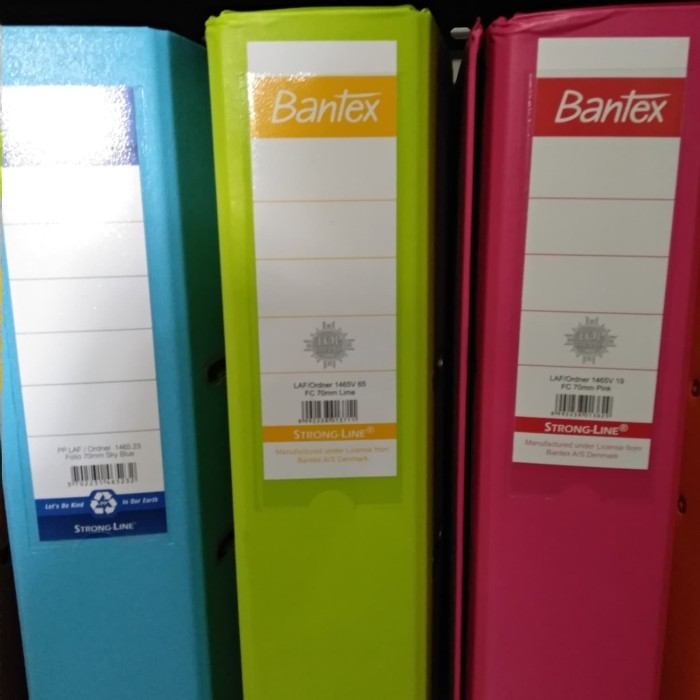 PP LAF / Ordner 1465 23
Folio 70mm Sky Blue
Let's Be Kind PP to Our Earth
STRONG-LINE®
Bantex
LAF/Ordner 1465V 65
FC 70mm Lime
STRONG-LINE®
Manufactured under License from
Bantex A/S Denmark
Bantex
LAF/Ordner 1465V 19
FC 70mm Pink
STRONG-LINE®
Manufactured under License from
Bantex A/S Denmark